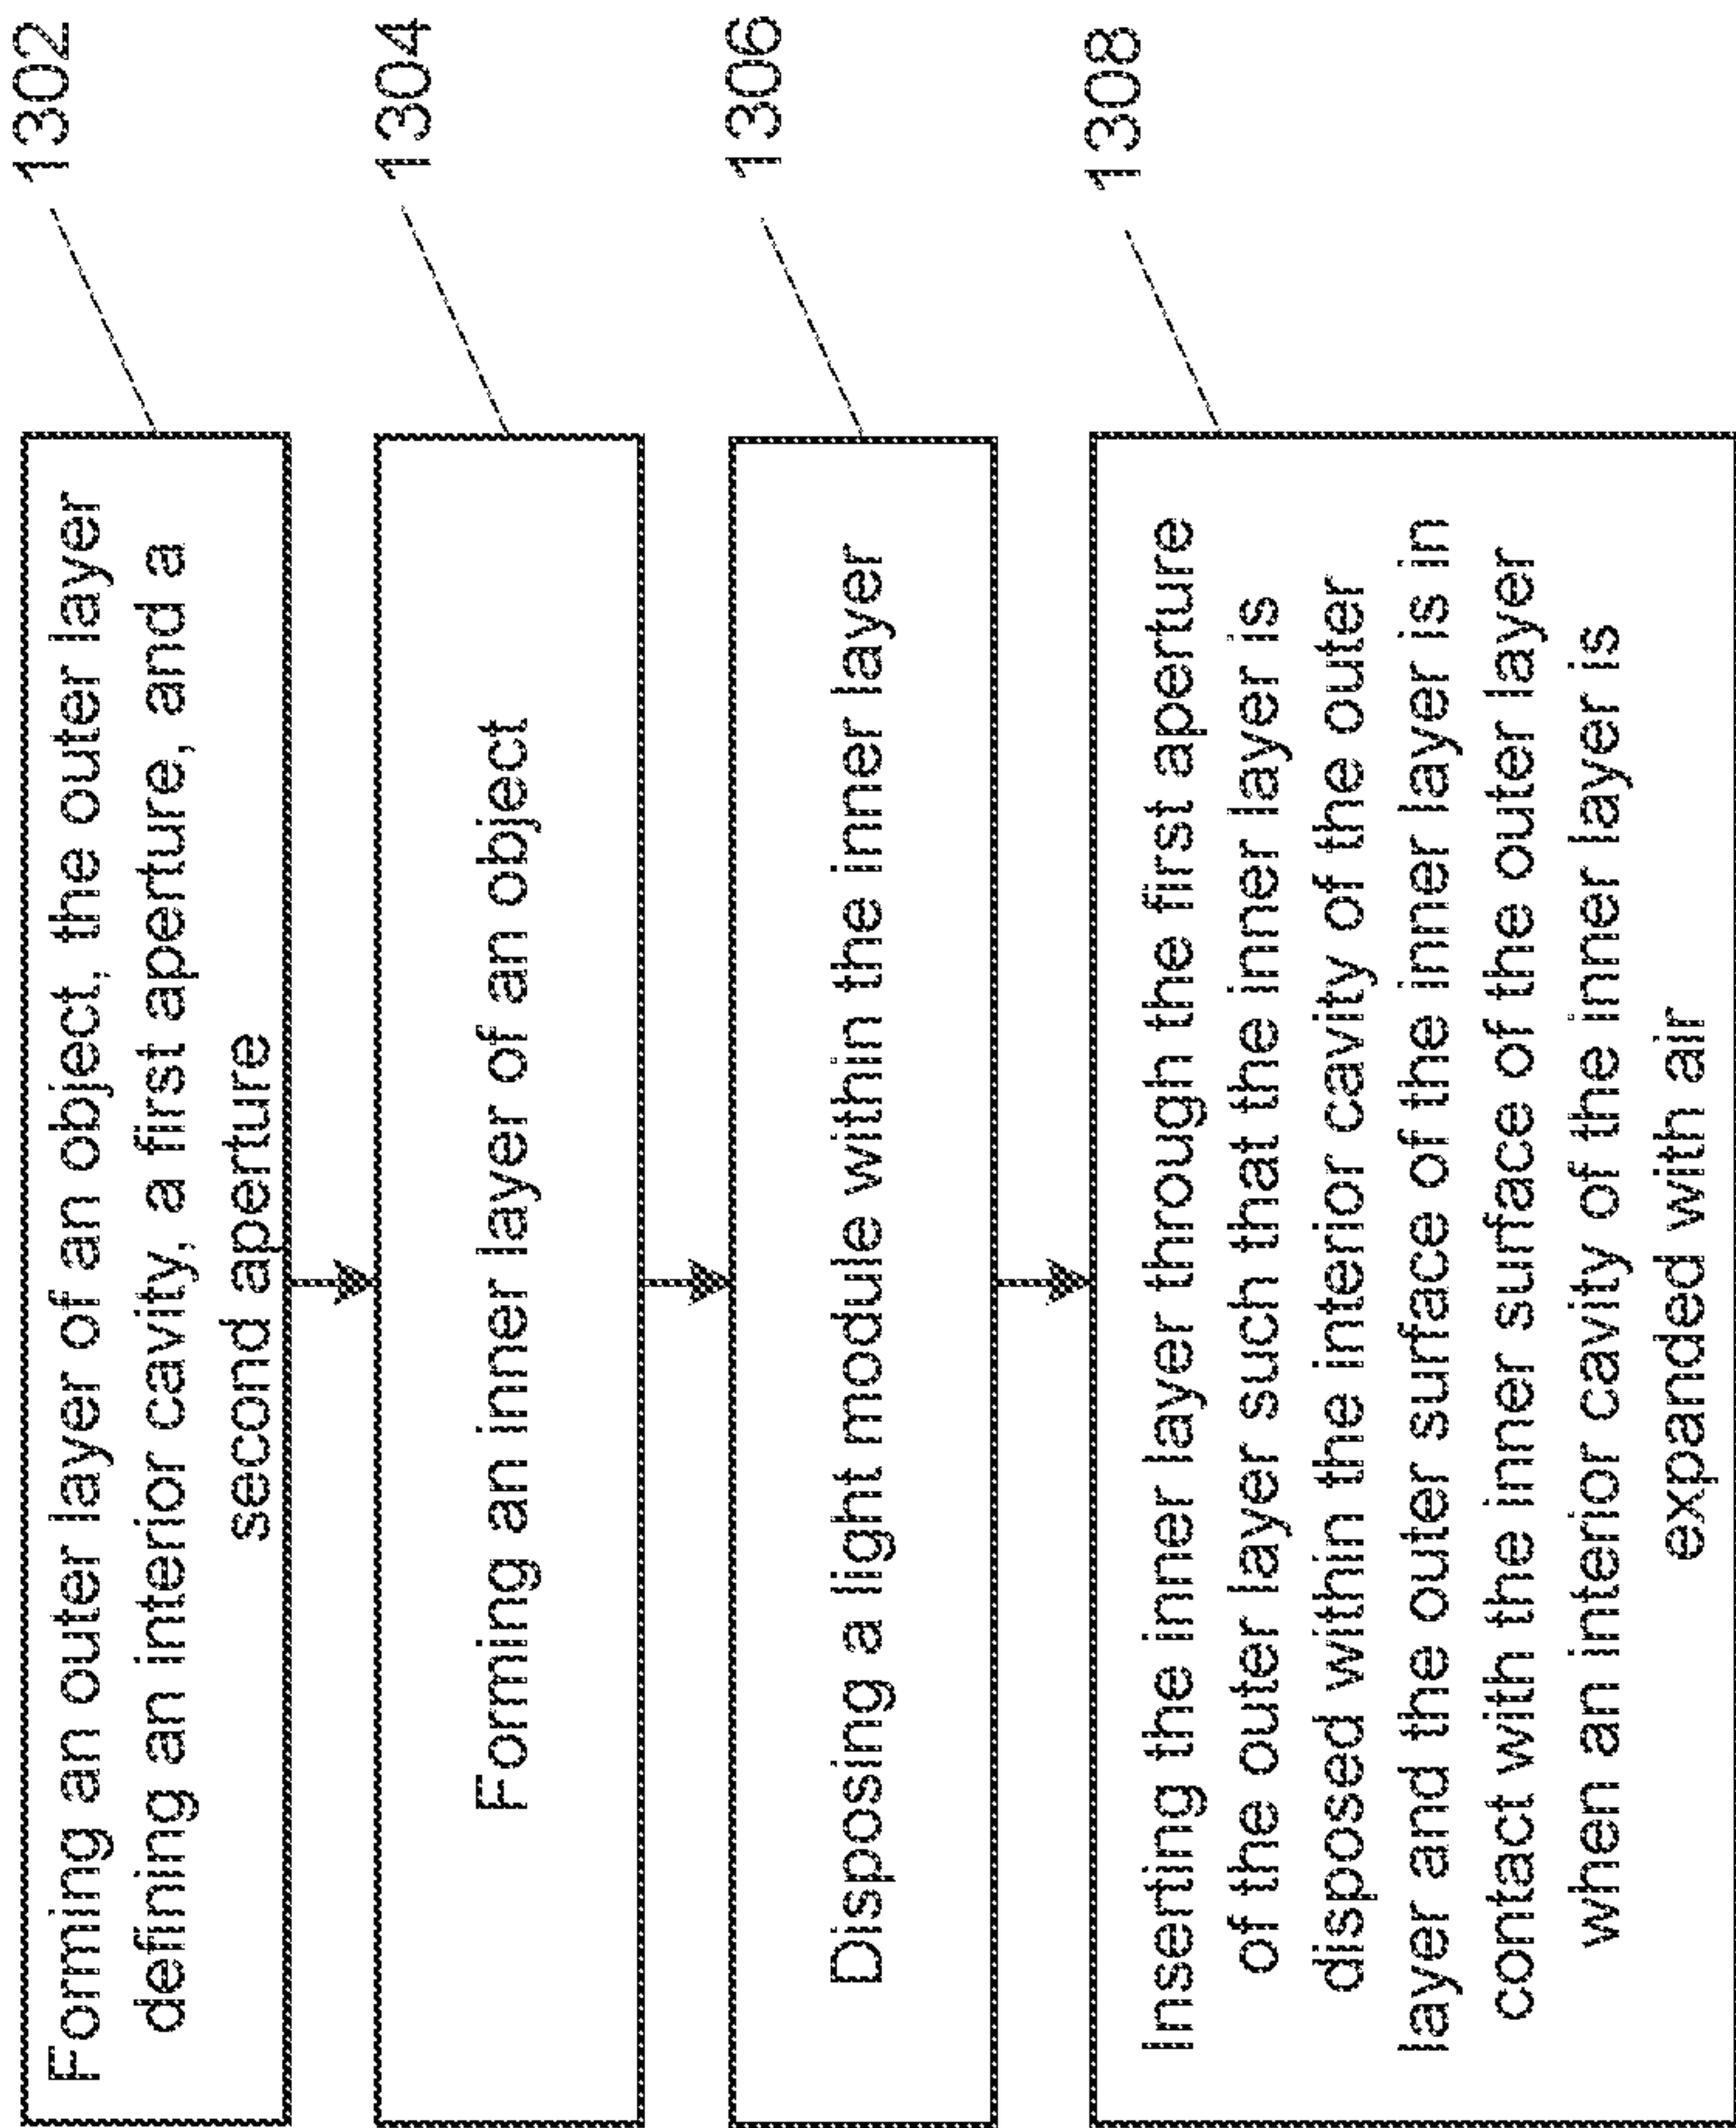 Forming an outer layer of an object, the outer layer
defining an interior cavity, a first aperture, and a
second aperture
1302
Forming an inner layer of an object
1304
Disposing a light module within the inner layer
1306
Inserting the inner layer through the first aperture
of the outer layer such that the inner layer is
disposed within the interior cavity of the outer
layer and the outer surface of the inner layer is in
contact with the inner surface of the outer layer
when an interior cavity of the inner layer is
expanded with air
1308